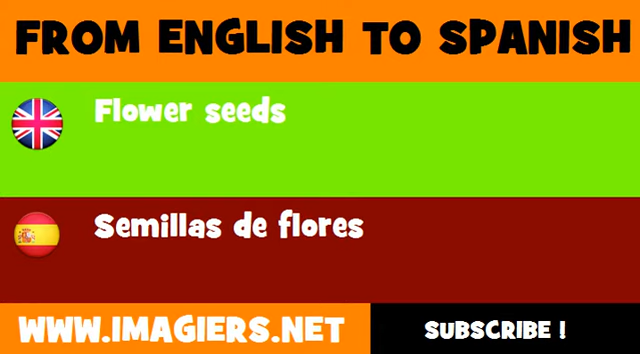 FROM ENGLISH TO SPANISH
Flower seeds
Semillas de flores
WWW.IMAGIERS.NET
SUBSCRIBE !